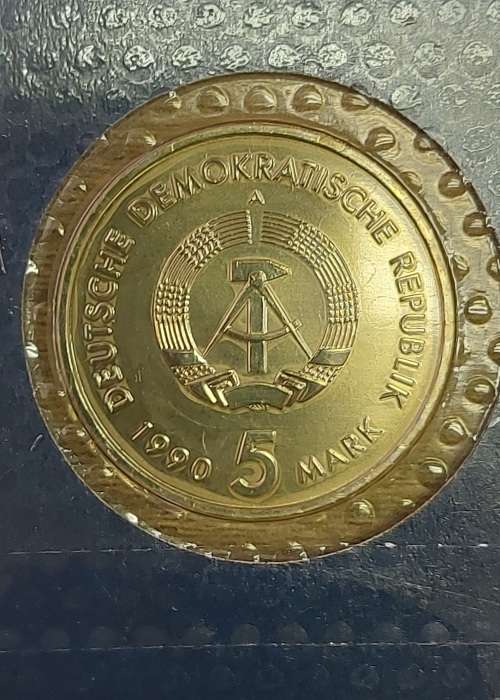 DEUTSCHE DEMOKRATISCHE REPUBLIK
A
1990 5 MARK